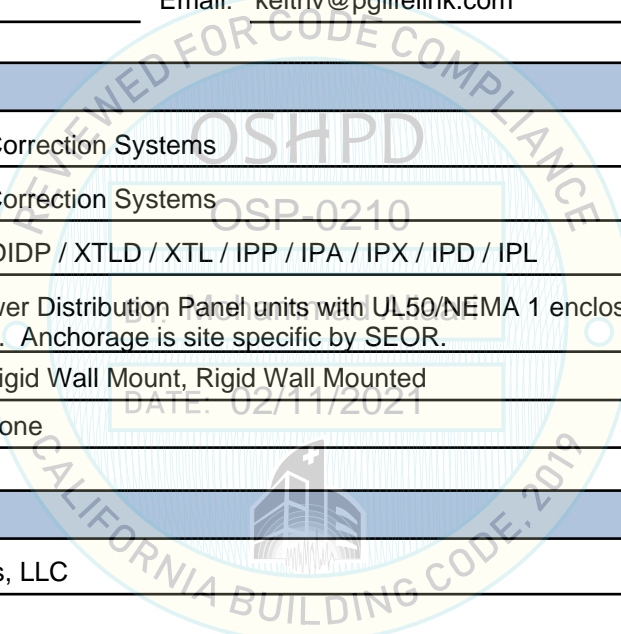 Email: keithv@pglifelink.com
REVIEWED FOR CODE COMPLIANCE
Correction Systems
OSHPD
Correction Systems
OSP-0210
DIDP / XTLD / XTL / IPP / IPA / IPX / IPD / IPL
wer Distribution Panel units with UL50/NEMA 1 enclos
BY: Mohammad
. Anchorage is site specific by SEOR.
igid Wall Mount, Rigid Wall Mounted
DATE: 02/11/2021
one
s, LLC
CALIFORNIA BUILDING CODE, 2019